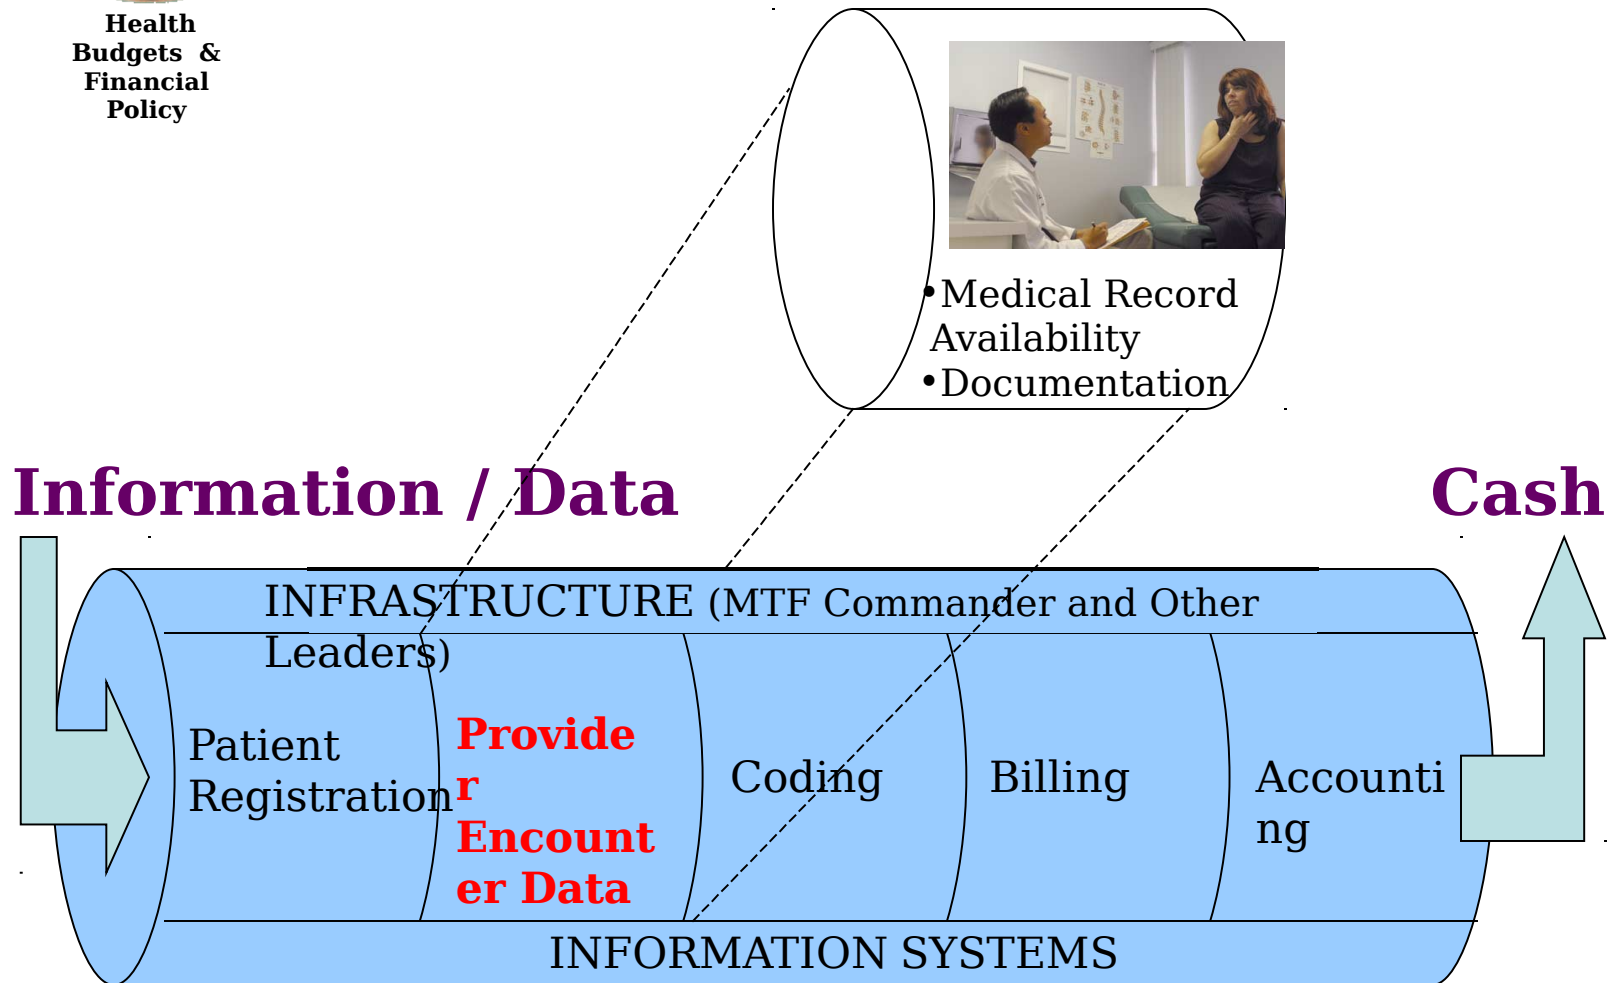 Health
Budgets & 
Financial
Policy
•Medical Record
Availability
•Documentation
Information / Data
Cash
INFRASTRUCTURE (MTF Commander and Other
Leaders)
Patient
Registration
Provide
r
Encount
er Data
Coding
Billing
Accounti
ng
INFORMATION SYSTEMS